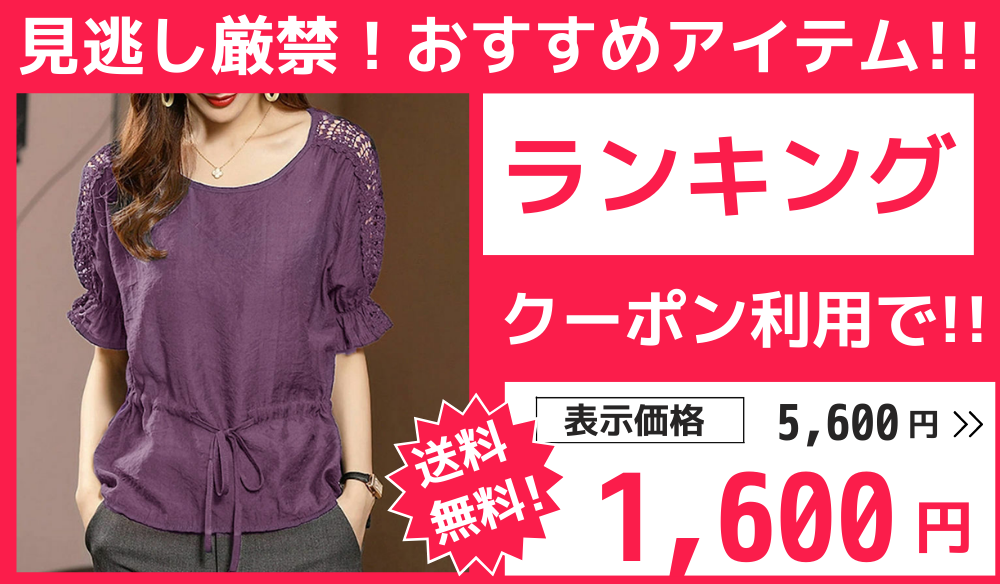 見逃し厳禁！おすすめアイテム!!
ランキング
クーポン利用で!!
表示価格 5,600円 >>
送料
無料!
1,600円